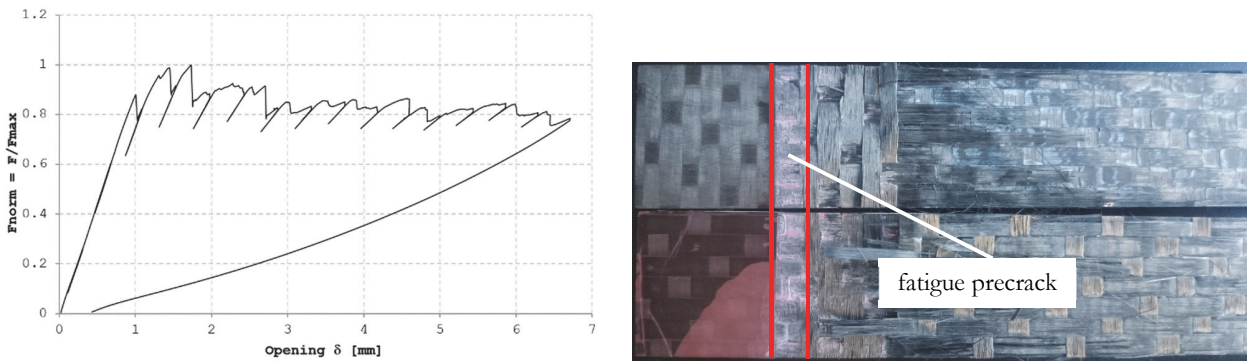 1.2
1
0.8
0.6
0.4
0.2
0
Fnorm = F/Fmax
0 1 2 3 4 5 6 7
Opening δ [mm]
fatigue precrack